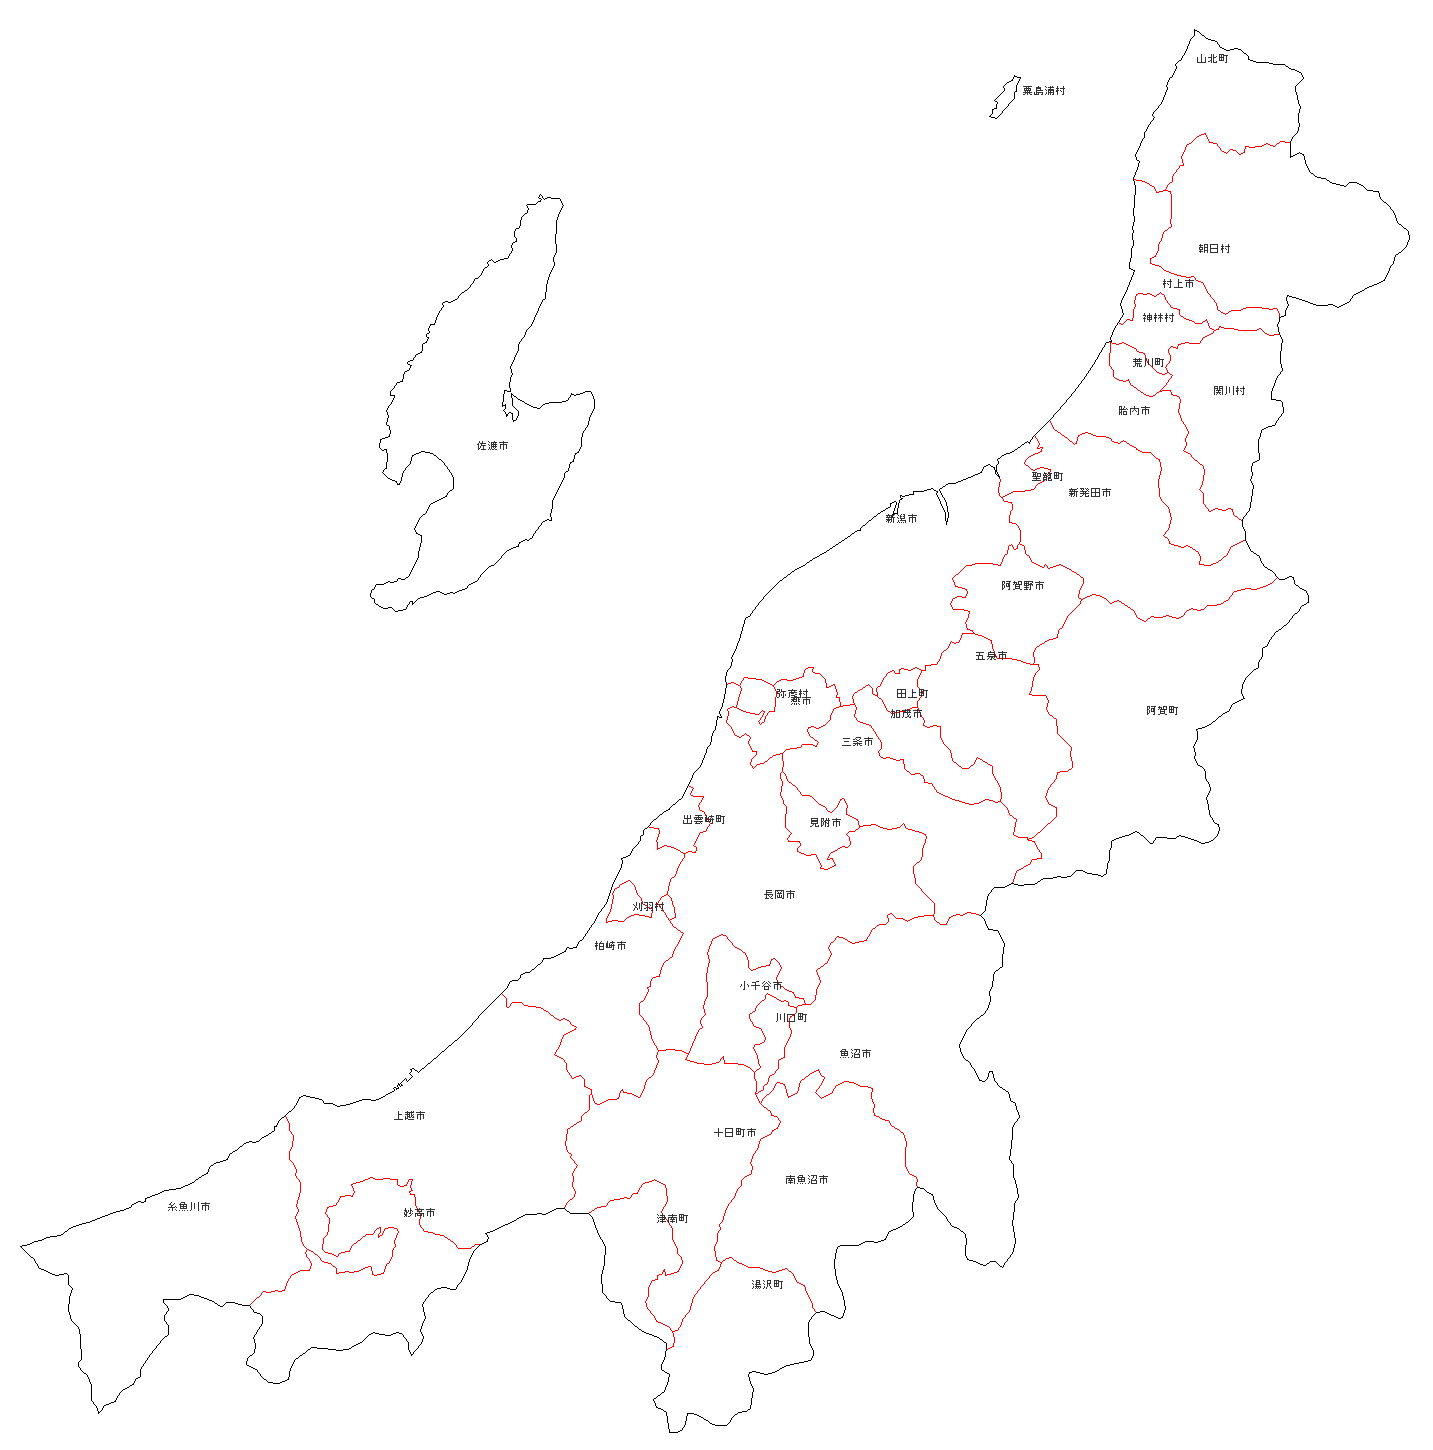 山北町
粟島浦村
朝日村
村上市
神林村
荒川町
関川村
胎内市
佐渡市
聖籠町
新発田市
新潟市
阿賀野市
五泉市
弥彦村
燕市
田上町
加茂市
阿賀町
三条市
出雲崎町
見附市
長岡市
刈羽村
柏崎市
小千谷市
川口町
魚沼市
上越市
十日町市
南魚沼市
糸魚川市
妙高市
津南町
湯沢町